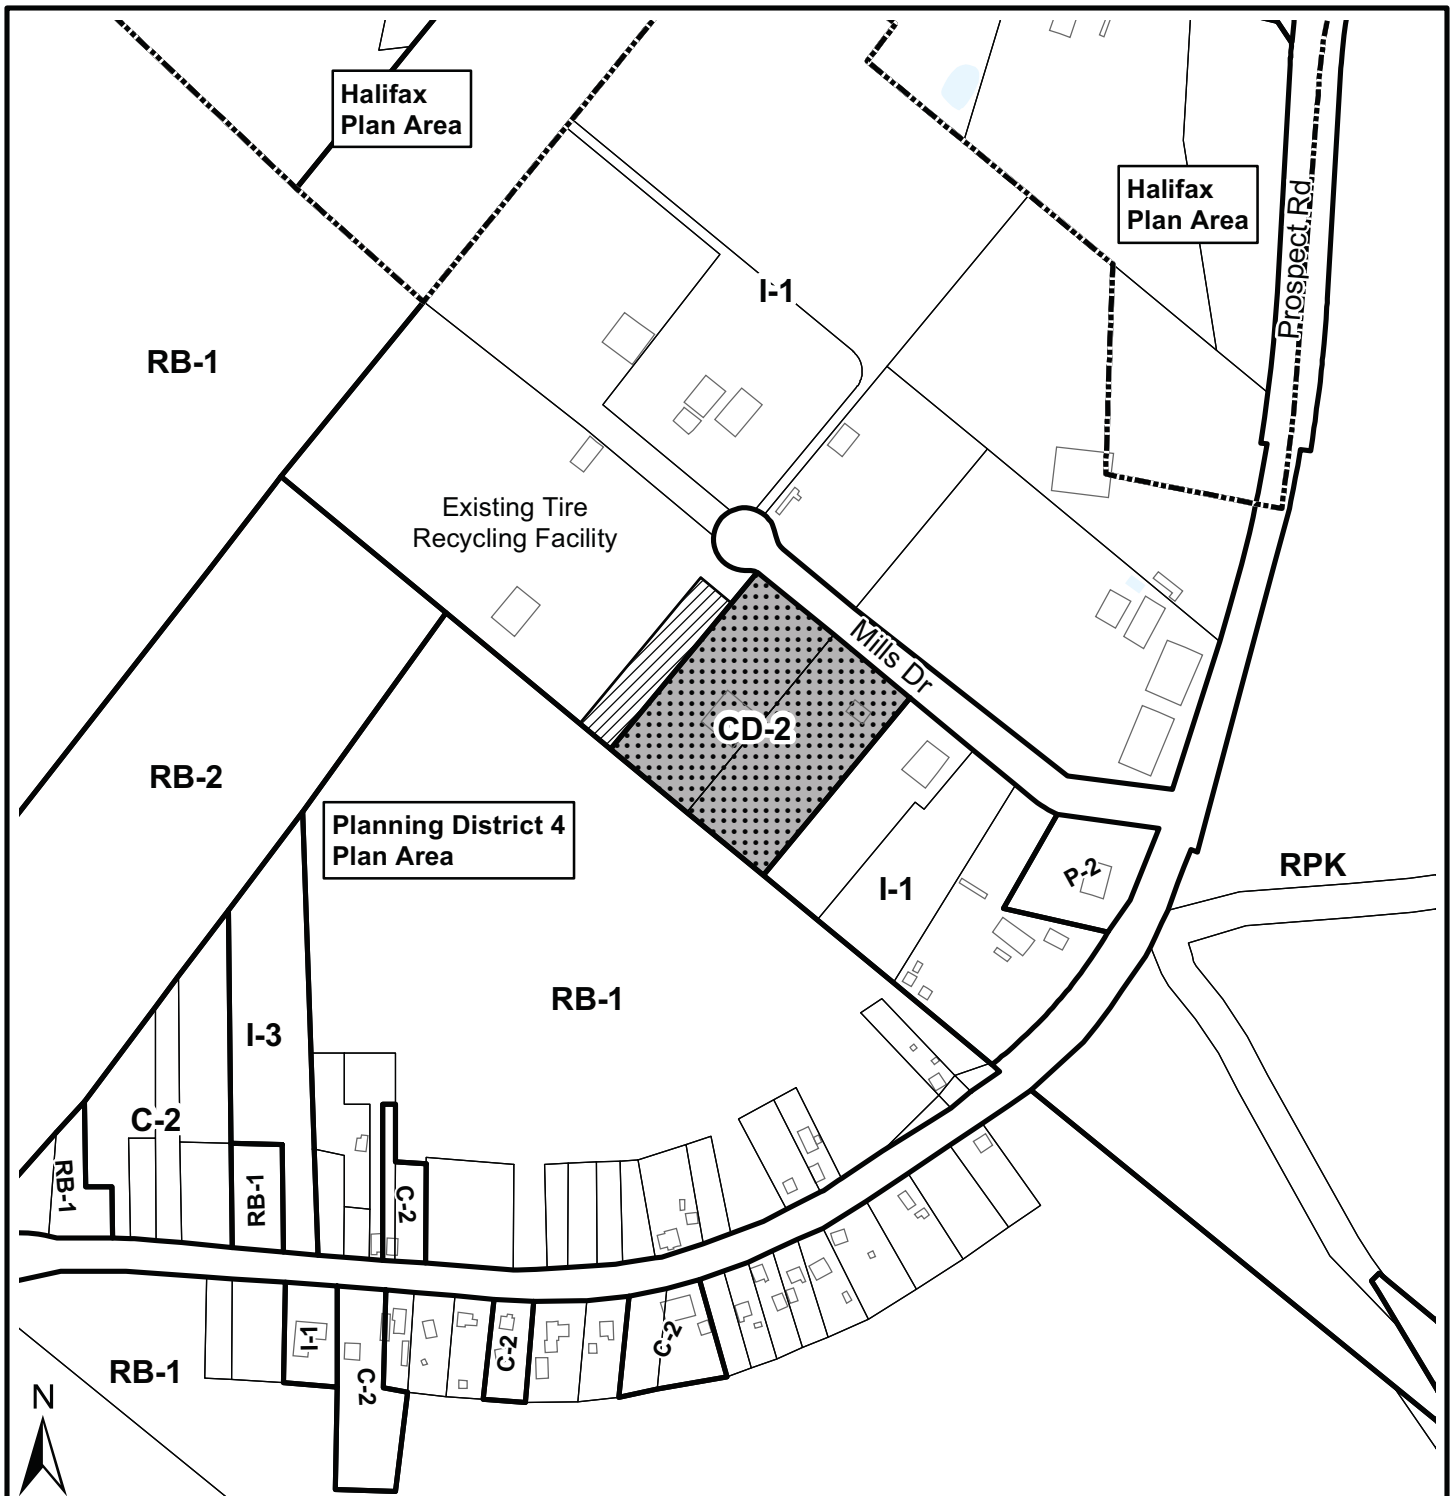 Halifax
Plan Area
Halifax
Plan Area
Prospect Rd
I-1
RB-1
Existing Tire
Recycling Facility
Mills Dr
CD-2
RB-2
Planning District 4
Plan Area
P-2
RPK
I-1
RB-1
I-3
C-2
RB-1
RB-1
C-2
I-1
C-2
C-2
C-2
RB-1
N